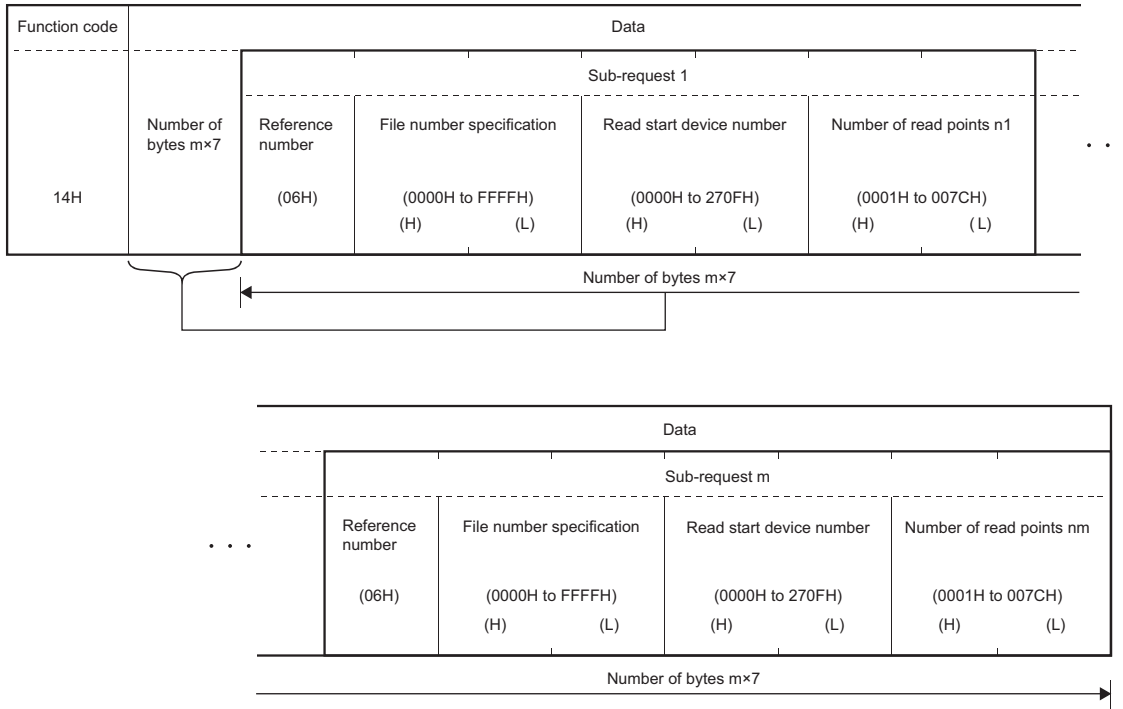 Function code
Data
Sub-request 1
Number of
bytes m×7
Reference
number
File number specification
Read start device number
Number of read points n1
. .
14H
(06H)
(0000H to FFFFH)
(0000H to 270FH)
(0001H to 007CH)
(H) (L) (H) (L) (H) ( L)
Number of bytes m×7
Data
Sub-request m
Reference
number
File number specification
Read start device number
Number of read points nm
. . .
(06H)
(0000H to FFFFH)
(0000H to 270FH)
(0001H to 007CH)
(H) (L) (H) (L) (H) (L)
Number of bytes m×7